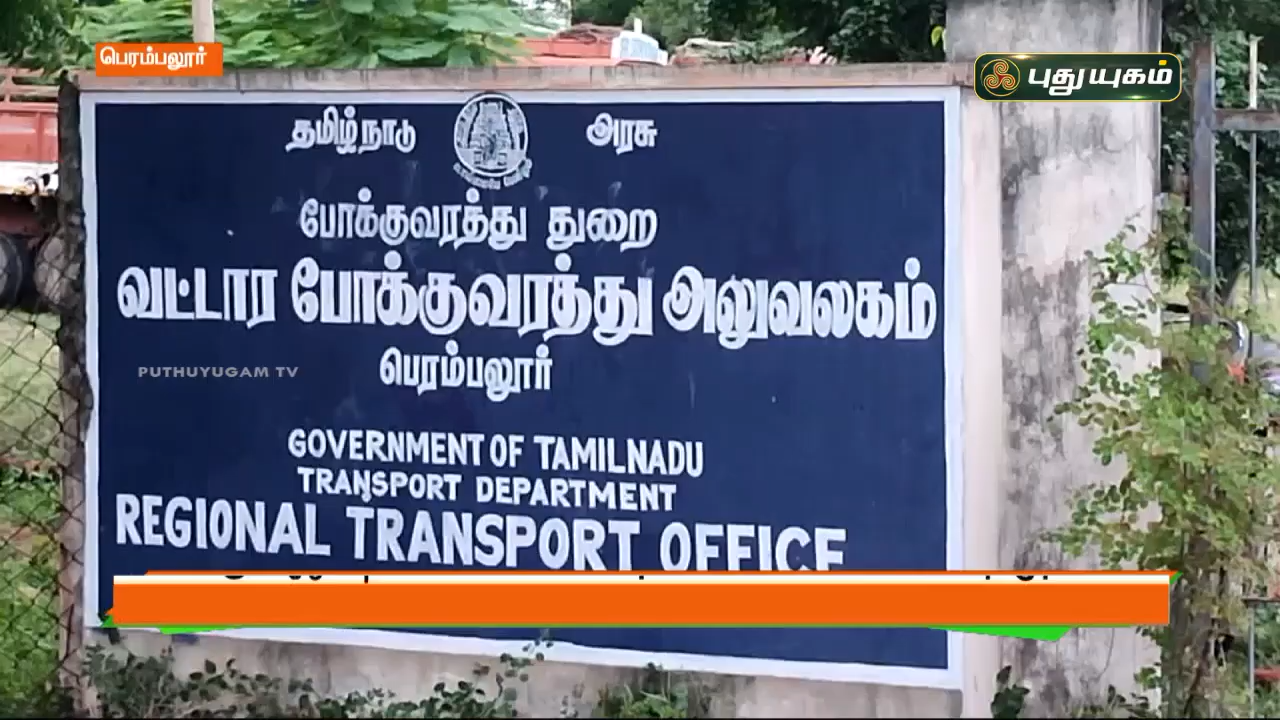 பெரம்பலூர்
புதுயுகம்
தமிழ்நாடு அரசு
போக்குவரத்து துறை
வட்டார போக்குவரத்து அலுவலகம்
பெரம்பலூர்
PUTHUYUGAM TV
GOVERNMENT OF TAMILNADU
TRANSPORT DEPARTMENT
REGIONAL TRANSPORT OFFICE